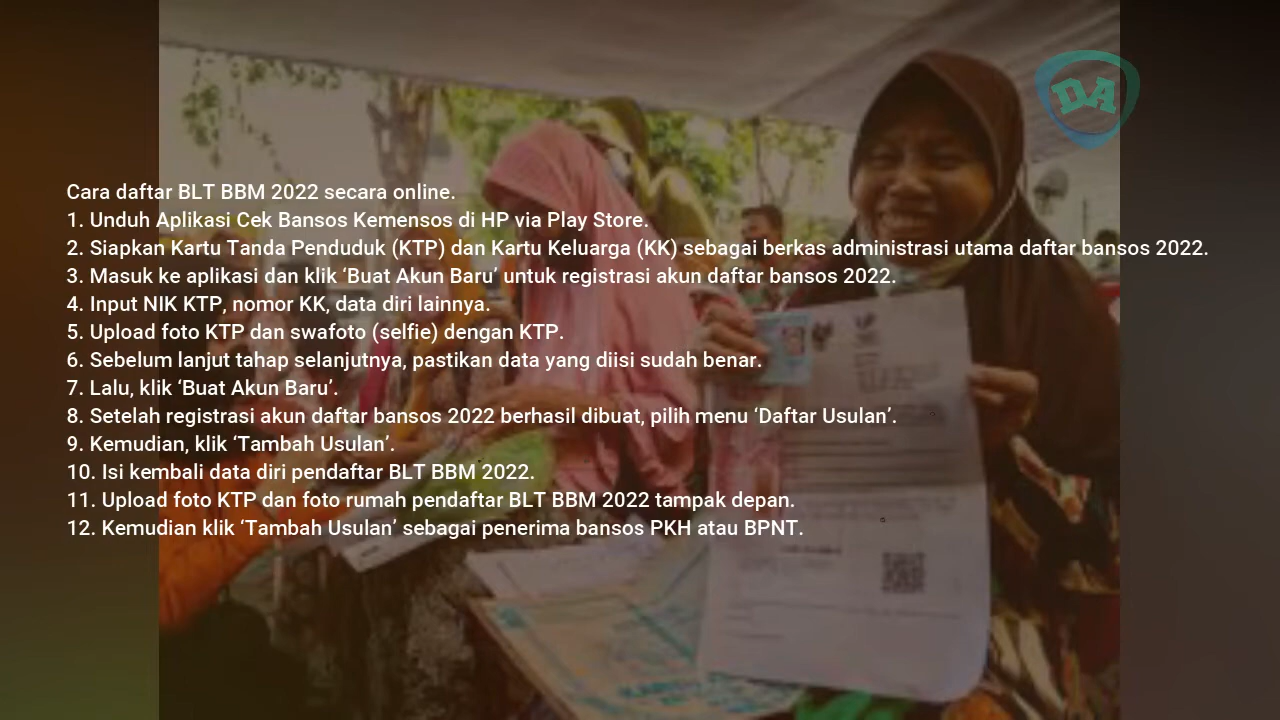 DA
Cara daftar BLT BBM 2022 secara online.
1. Unduh Aplikasi Cek Bansos Kemensos di HP via Play Store.
2. Siapkan Kartu Tanda Penduduk (KTP) dan Kartu Keluarga (KK) sebagai berkas administrasi utama daftar bansos 2022.
3. Masuk ke aplikasi dan klik ‘Buat Akun Baru’ untuk registrasi akun daftar bansos 2022.
4. Input NIK KTP, nomor KK, data diri lainnya.
5. Upload foto KTP dan swafoto (selfie) dengan KTP.
6. Sebelum lanjut tahap selanjutnya, pastikan data yang diisi sudah benar.
7. Lalu, klik ‘Buat Akun Baru’.
8. Setelah registrasi akun daftar bansos 2022 berhasil dibuat, pilih menu ‘Daftar Usulan’.
9. Kemudian, klik ‘Tambah Usulan’.
10. Isi kembali data diri pendaftar BLT BBM 2022.
11. Upload foto KTP dan foto rumah pendaftar BLT BBM 2022 tampak depan.
12. Kemudian klik ‘Tambah Usulan’ sebagai penerima bansos PKH atau BPNT.